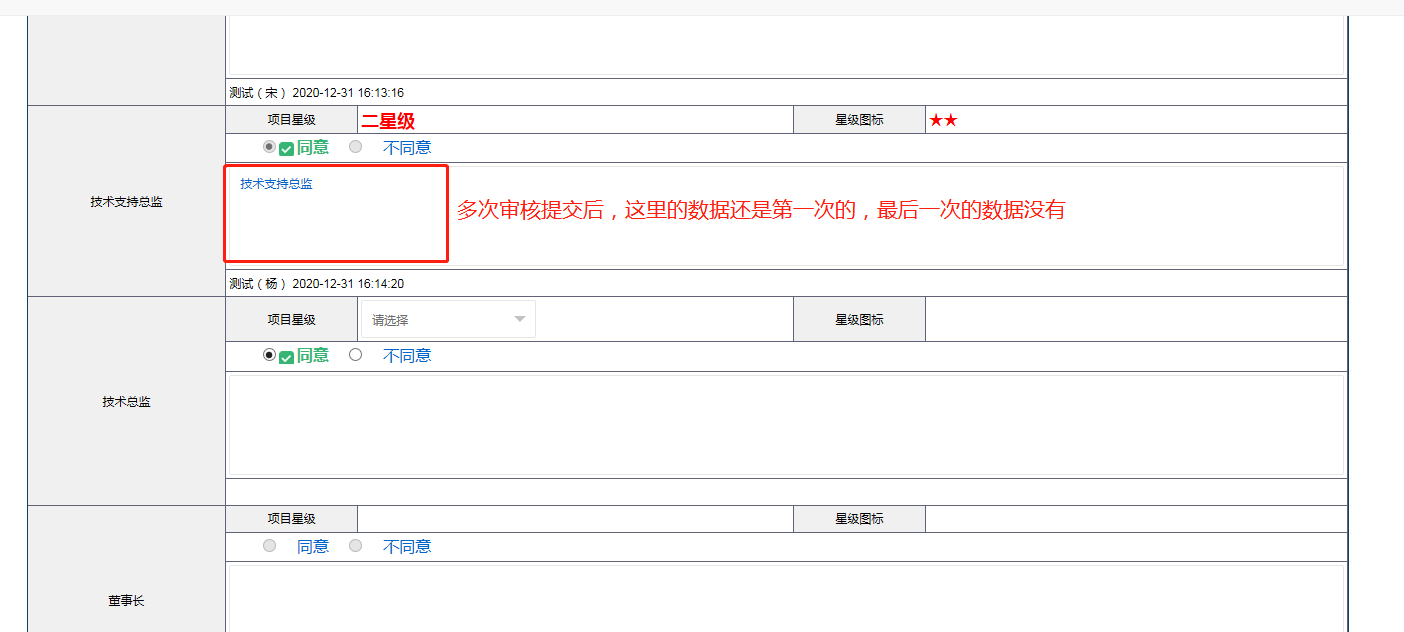 测试（宋） 2020-12-31 16:13:16
项目星级 二星级 星级图标 ★★
同意 不同意
技术支持总监
技术支持总监
多次审核提交后，这里的数据还是第一次的，最后一次的数据没有
测试（杨） 2020-12-31 16:14:20
项目星级 请选择 星级图标
同意 不同意
技术总监
项目星级 星级图标
同意 不同意
董事长